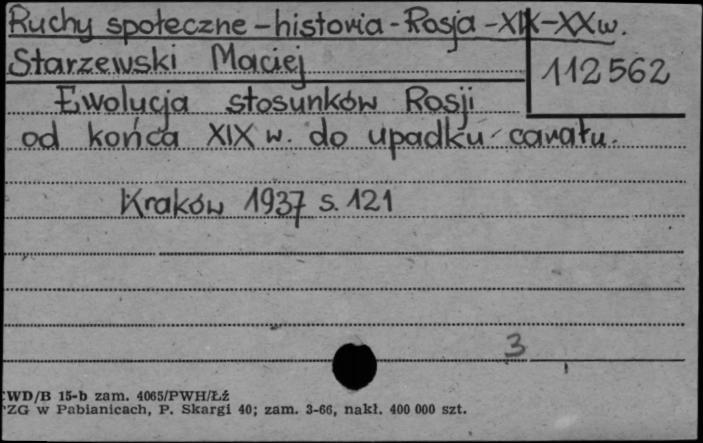 Ruchy społeczne - historia - Rosja - XIX-XX w.
Starzewski Maciej
112562
Ewolucja stosunków Rosji
od końca XIX w. do upadku caratu.
Kraków 1937 s. 121
3
WD/B 15-b zam. 4065/PWH/Łź
ZG w Pabianicach, P. Skargi 40; zam. 3-66, nakł. 400 000 szt.